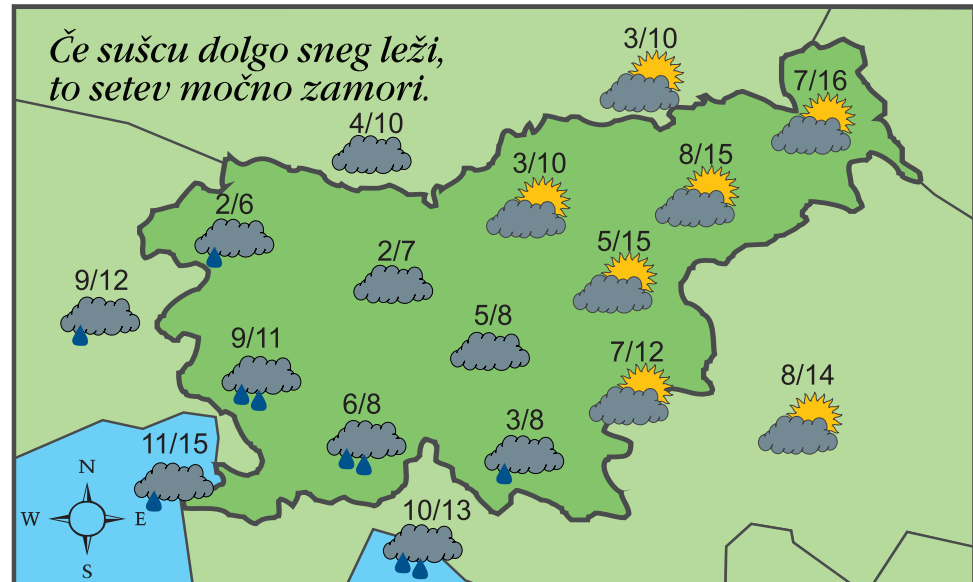 Če sušcu dolgo sneg leži,
to setev močno zamori.
3/10
7/16
4/10
3/10
8/15
2/6
2/7
5/15
9/12
5/8
9/11
7/12
8/14
6/8
3/8
11/15
10/13
N
W
E
S